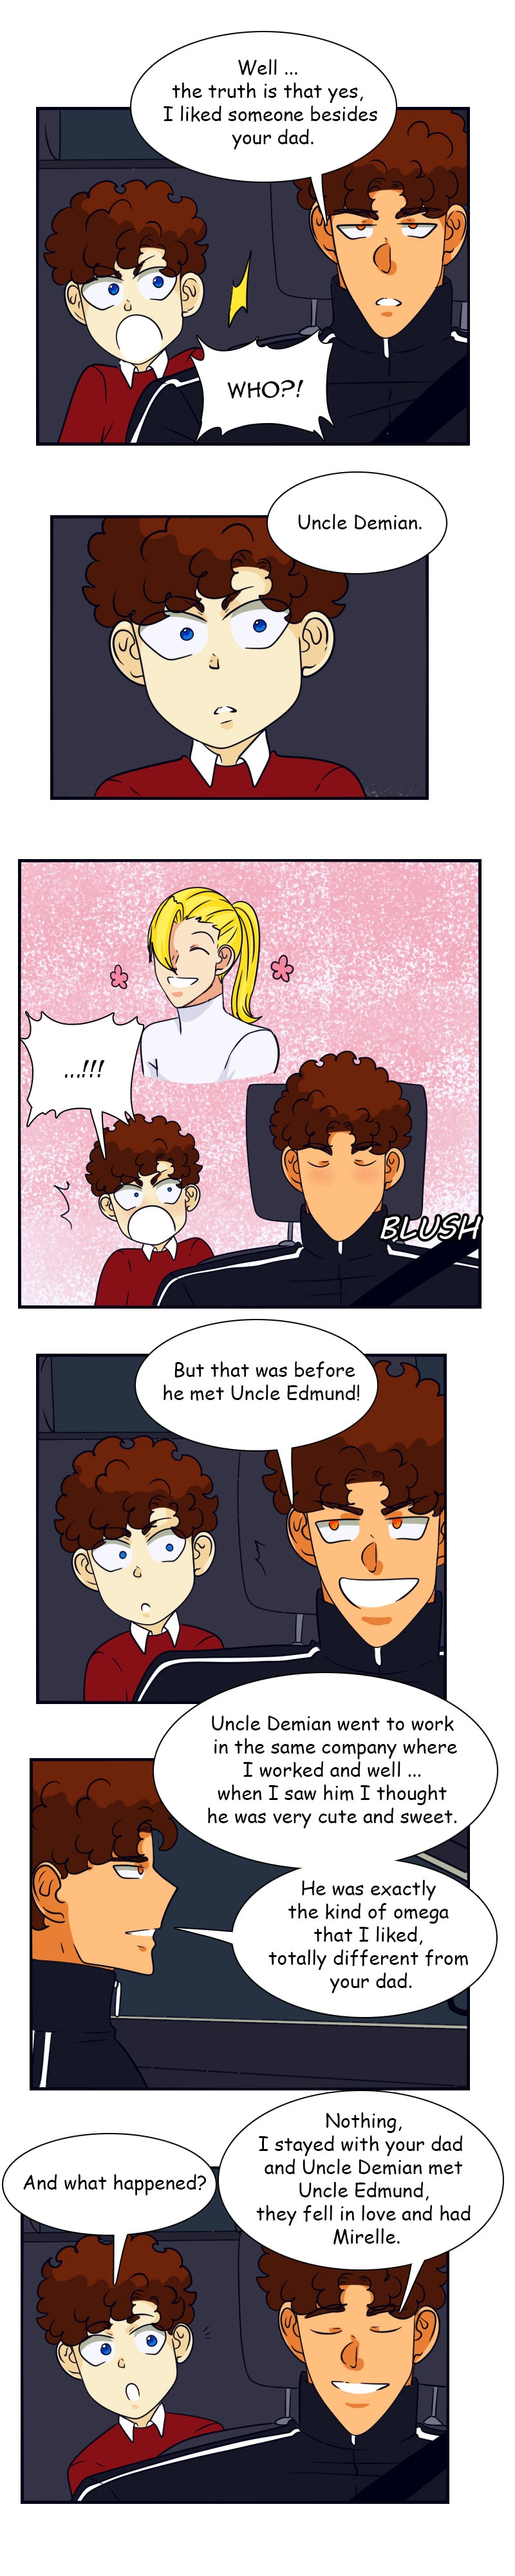 Well ...
the truth is that yes,
I liked someone besides
your dad.
WHO?!
Uncle Demian.
...!!!
BLUSH
But that was before
he met Uncle Edmund!
Uncle Demian went to work
in the same company where
I worked and well ...
when I saw him I thought
he was very cute and sweet.
He was exactly
the kind of omega
that I liked,
totally different from
your dad.
And what happened?
Nothing,
I stayed with your dad
and Uncle Demian met
Uncle Edmund,
they fell in love and had
Mirelle.